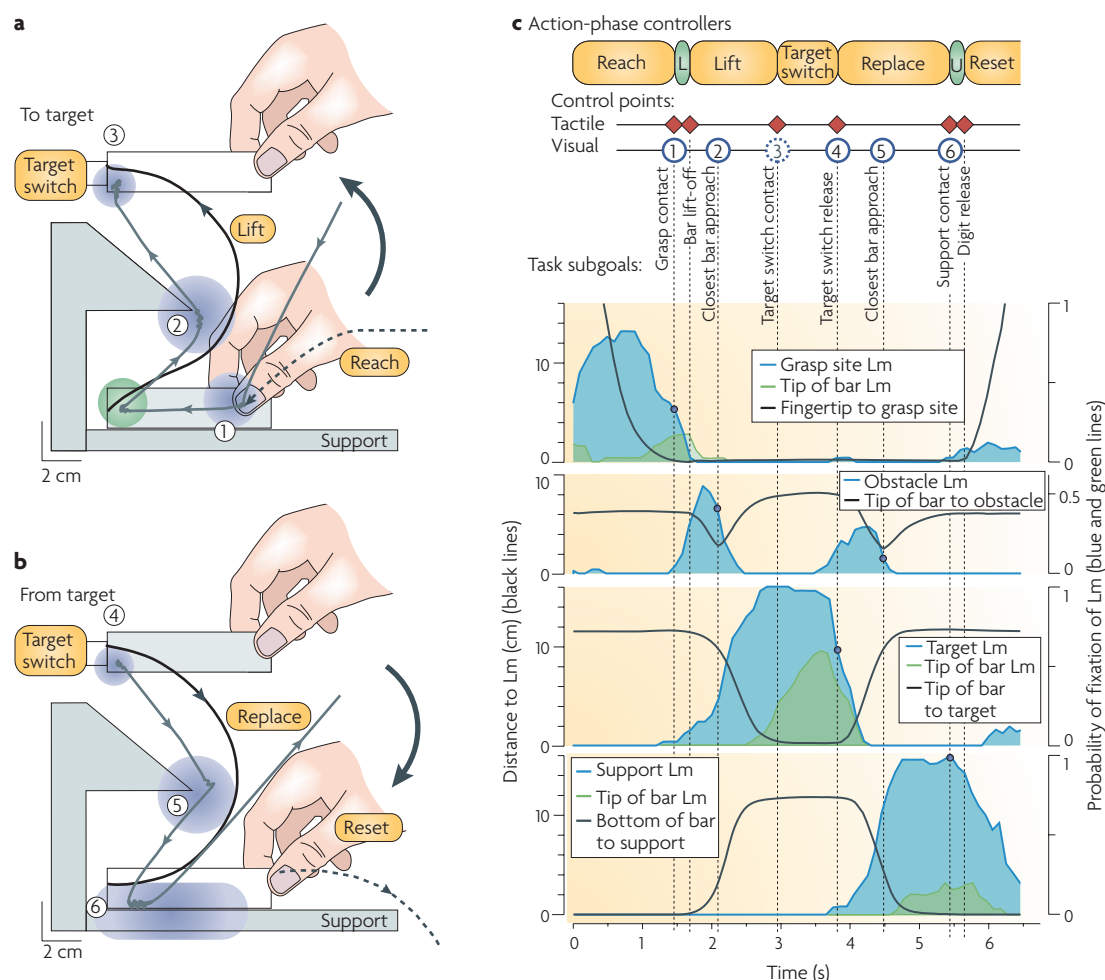 a
To target
3
Target
switch
Lift
2
Reach
1
Support
2 cm
b
From target
4
Target
switch
Replace
5
Reset
6
Support
2 cm
c Action-phase controllers
Reach
L
Lift
Target
switch
Replace
U
Reset
Control points:
Tactile
Visual
1
2
3
4
5
6
Task subgoals:
Grasp contact
Bar lift-off
Closest bar approach
Target switch contact
Target switch release
Closest bar approach
Support contact
Digit release
Distance to Lm (cm) (black lines)
Probability of fixation of Lm (blue and green lines)
10
0
1
0
Grasp site Lm
Tip of bar Lm
Fingertip to grasp site
10
0
0.5
0
Obstacle Lm
Tip of bar to obstacle
10
0
1
0
Target Lm
Tip of bar Lm
Tip of bar
to target
10
0
1
0
Support Lm
Tip of bar Lm
Bottom of bar
to support
0 1 2 3 4 5 6
Time (s)